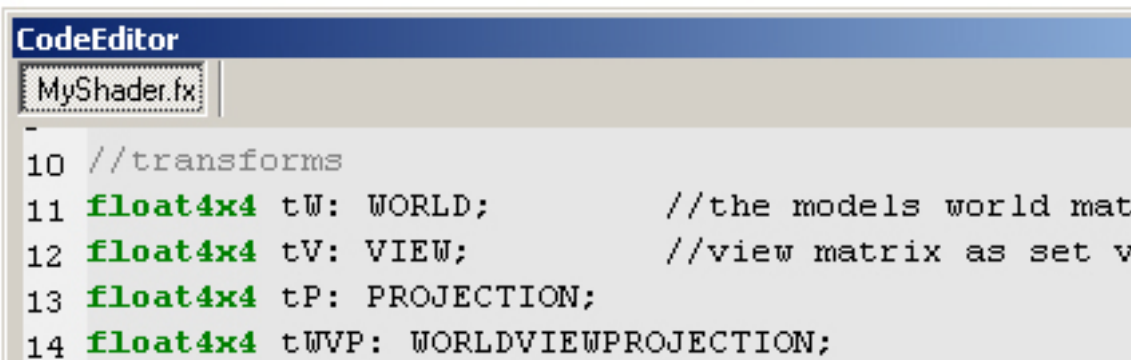 CodeEditor
MyShader.fx
10 //transforms
11 float4x4 tW: WORLD; //the models world mat
12 float4x4 tV: VIEW; //view matrix as set v
13 float4x4 tP: PROJECTION;
14 float4x4 tWVP: WORLDVIEWPROJECTION;